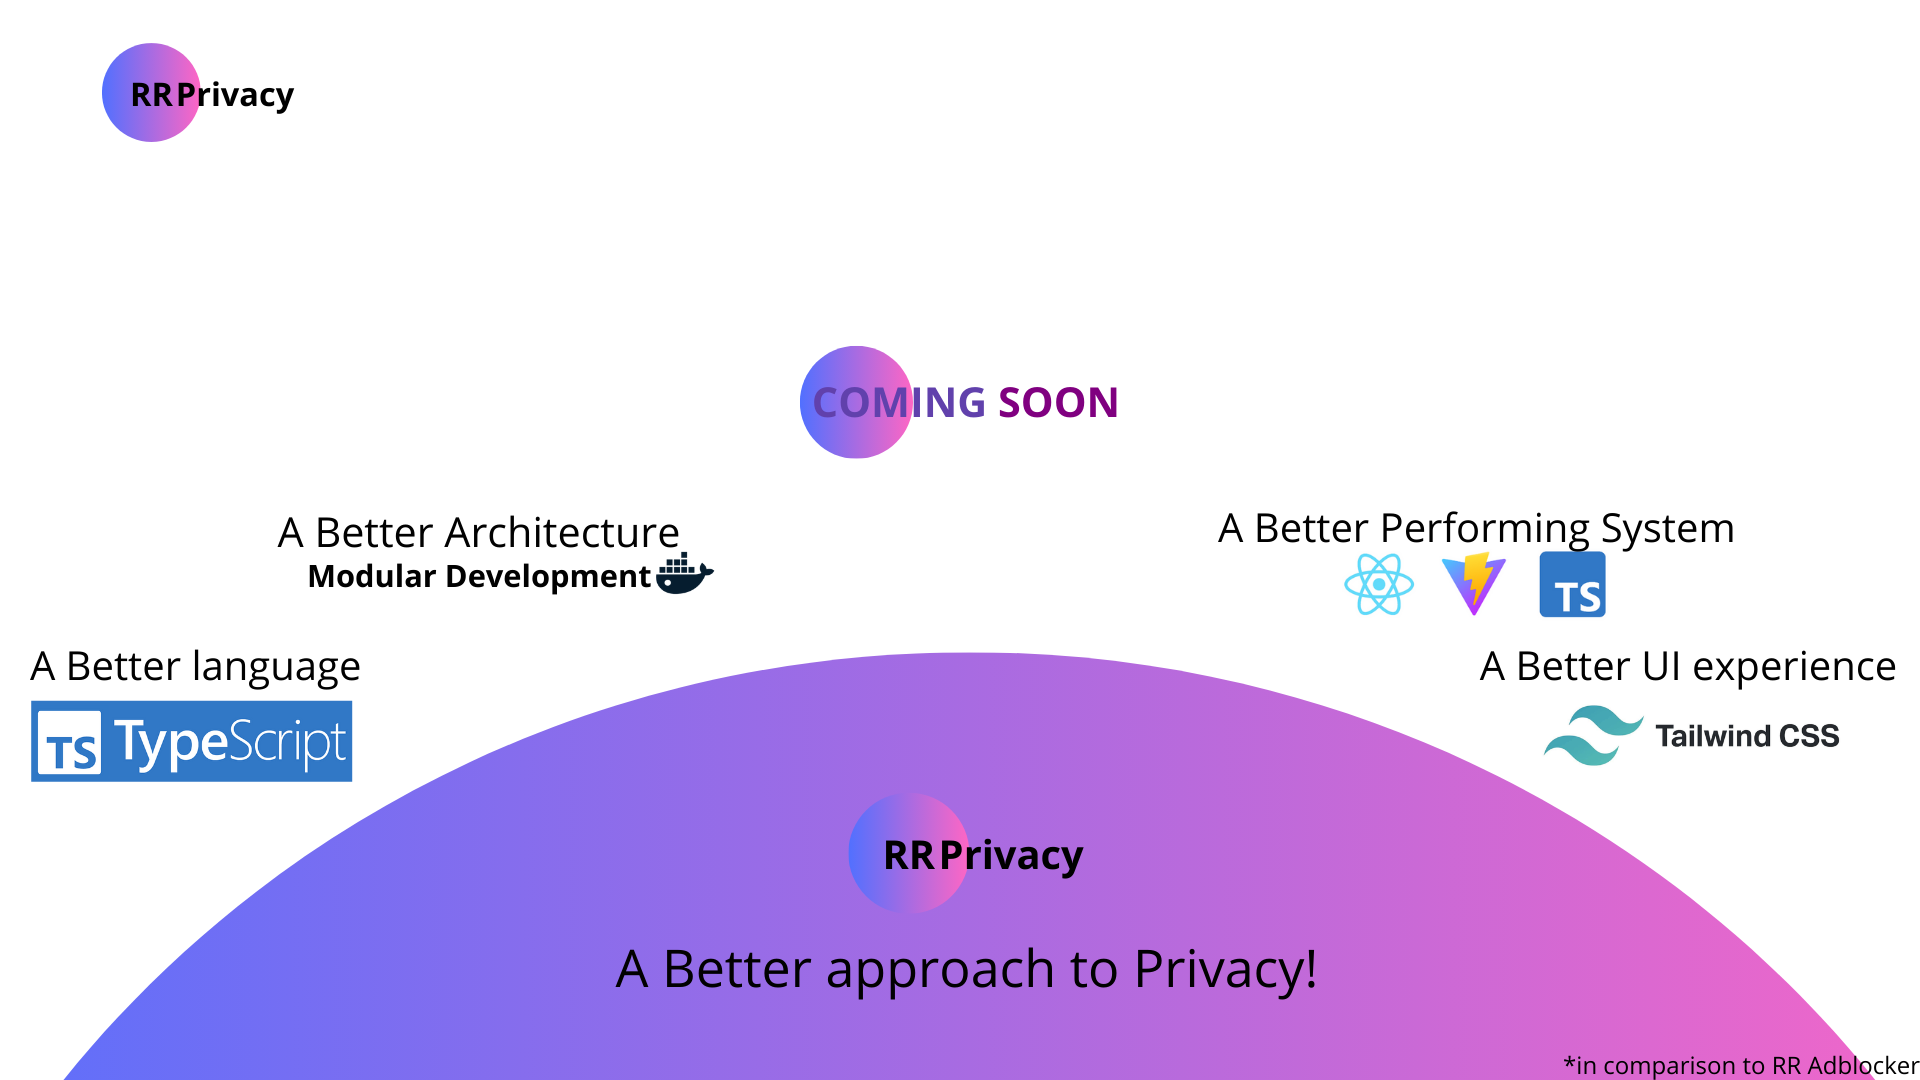 RR Privacy
COMING SOON
A Better Architecture
Modular Development
A Better Performing System
TS
A Better language
TS TypeScript
A Better UI experience
Tailwind CSS
RR Privacy
A Better approach to Privacy!
*in comparison to RR Adblocker